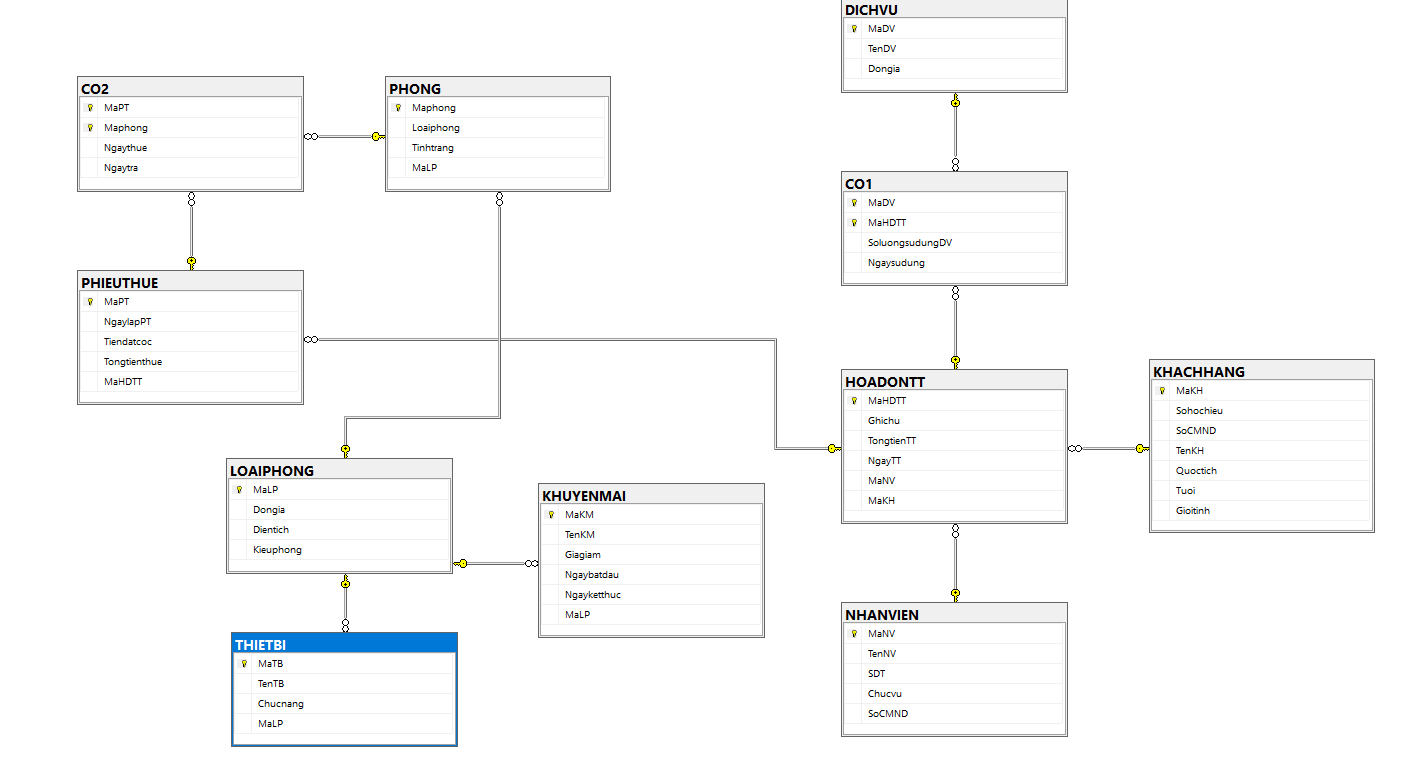 DICHVU
MaDV
TenDV
Dongia
CO2
MaPT
Maphong
Ngaythue
Ngaytra
PHONG
Maphong
Loaiphong
Tinhtrang
MaLP
CO1
MaDV
MaHDTT
SoluongsudungDV
Ngaysudung
PHIEUTHUE
MaPT
NgaylapPT
Tiendatcoc
Tongtienthue
MaHDTT
HOADONTT
MaHDTT
Ghichu
TongtienTT
NgayTT
MaNV
MaKH
KHACHHANG
MaKH
Sohochieu
SoCMND
TenKH
Quoctich
Tuoi
Gioitinh
LOAIPHONG
MaLP
Dongia
Dientich
Kieuphong
KHUYENMAI
MaKM
TenKM
Giagiam
Ngaybatdau
Ngayketthuc
MaLP
THIETBI
MaTB
TenTB
Chucnang
MaLP
NHANVIEN
MaNV
TenNV
SDT
Chucvu
SoCMND